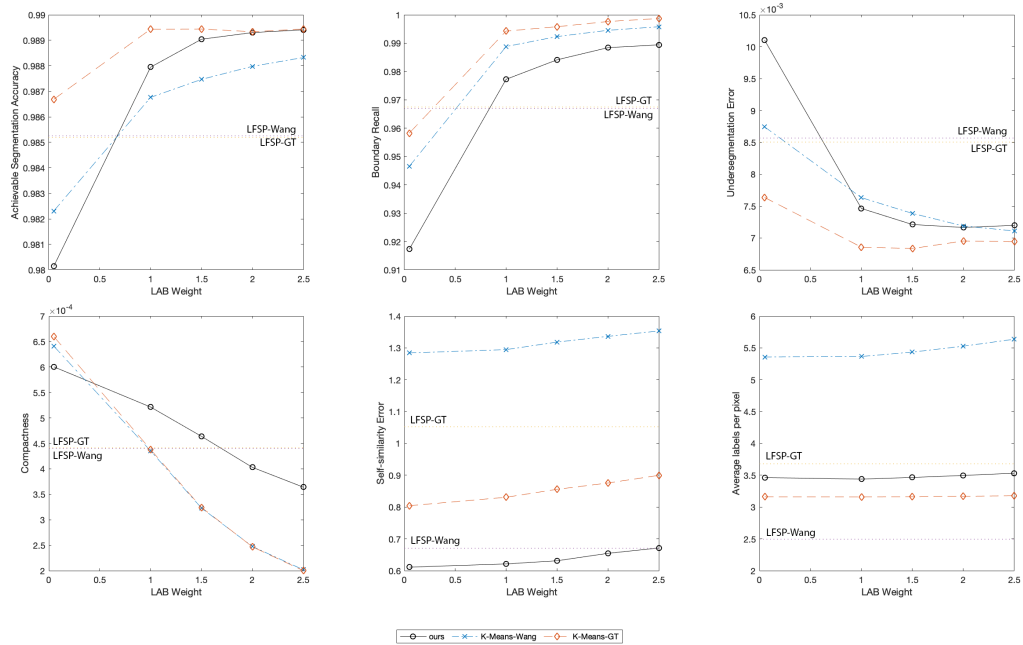 0.99
0.989
0.988
0.987
0.986
0.985
0.984
0.983
0.982
0.981
0.98
Achievable Segmentation Accuracy
LFSP-Wang
LFSP-GT
0 0.5 1 1.5 2 2.5
LAB Weight
1
0.99
0.98
0.97
0.96
0.95
0.94
0.93
0.92
0.91
Boundary Recall
LFSP-GT
LFSP-Wang
0 0.5 1 1.5 2 2.5
LAB Weight
×10⁻³
10.5
10
9.5
9
8.5
8
7.5
7
6.5
Undersegmentation Error
LFSP-Wang
LFSP-GT
0 0.5 1 1.5 2 2.5
LAB Weight
×10⁻⁴
7
6.5
6
5.5
5
4.5
4
3.5
3
2.5
2
Compactness
LFSP-GT
LFSP-Wang
0 0.5 1 1.5 2 2.5
LAB Weight
1.4
1.3
1.2
1.1
1
0.9
0.8
0.7
0.6
Self-similarity Error
LFSP-GT
LFSP-Wang
0 0.5 1 1.5 2 2.5
LAB Weight
6
5.5
5
4.5
4
3.5
3
2.5
2
Average labels per pixel
LFSP-GT
LFSP-Wang
0 0.5 1 1.5 2 2.5
LAB Weight
ours K-Means-Wang K-Means-GT